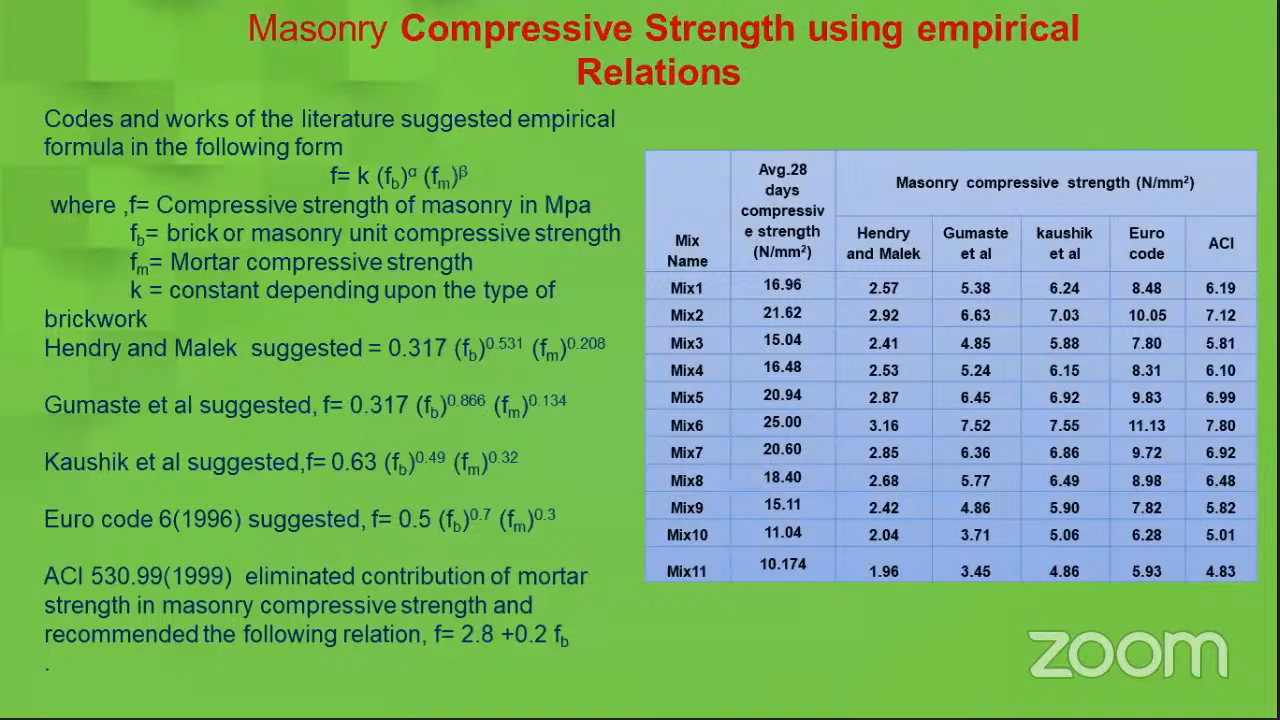 Masonry Compressive Strength using empirical
Relations
Codes and works of the literature suggested empirical
formula in the following form
f= k (fb)α (fm)β
where ,f= Compressive strength of masonry in Mpa
fb= brick or masonry unit compressive strength
fm= Mortar compressive strength
k = constant depending upon the type of
brickwork
Hendry and Malek suggested = 0.317 (fb)0.531 (fm)0.208
Gumaste et al suggested, f= 0.317 (fb)0.866 (fm)0.134
Kaushik et al suggested,f= 0.63 (fb)0.49 (fm)0.32
Euro code 6(1996) suggested, f= 0.5 (fb)0.7 (fm)0.3
ACI 530.99(1999) eliminated contribution of mortar
strength in masonry compressive strength and
recommended the following relation, f= 2.8 +0.2 fb
.
Mix
Name
Avg.28
days
compressiv
e strength
(N/mm2)
Masonry compressive strength (N/mm2)
Hendry
and Malek
Gumaste
et al
kaushik
et al
Euro
code
ACI
Mix1 16.96 2.57 5.38 6.24 8.48 6.19
Mix2 21.62 2.92 6.63 7.03 10.05 7.12
Mix3 15.04 2.41 4.85 5.88 7.80 5.81
Mix4 16.48 2.53 5.24 6.15 8.31 6.10
Mix5 20.94 2.87 6.45 6.92 9.83 6.99
Mix6 25.00 3.16 7.52 7.55 11.13 7.80
Mix7 20.60 2.85 6.36 6.86 9.72 6.92
Mix8 18.40 2.68 5.77 6.49 8.98 6.48
Mix9 15.11 2.42 4.86 5.90 7.82 5.82
Mix10 11.04 2.04 3.71 5.06 6.28 5.01
Mix11 10.174 1.96 3.45 4.86 5.93 4.83
zoom